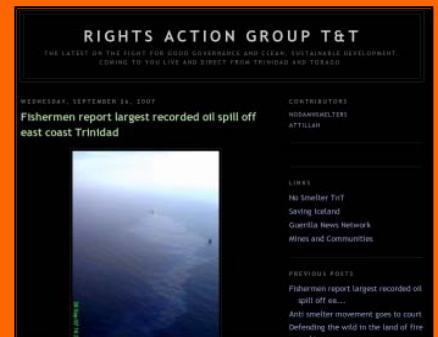 RIGHTS ACTION GROUP T&T
THE LATEST ON THE FIGHT FOR GOOD GOVERNANCE AND CLEAN, SUSTAINABLE DEVELOPMENT.
COMING TO YOU LIVE AND DIRECT FROM TRINIDAD AND TOBAGO
WEDNESDAY, SEPTEMBER 26, 2007
Fishermen report largest recorded oil spill off
east coast Trinidad
CONTRIBUTORS
NODAMNSMELTERS
ATTILLAH
LINKS
No Smelter TnT
Saving Iceland
Guerilla News Network
Mines and Communities
PREVIOUS POSTS
Fishermen report largest recorded oil
spill off ea...
Anti smelter movement goes to court
Defending the wild in the land of fire